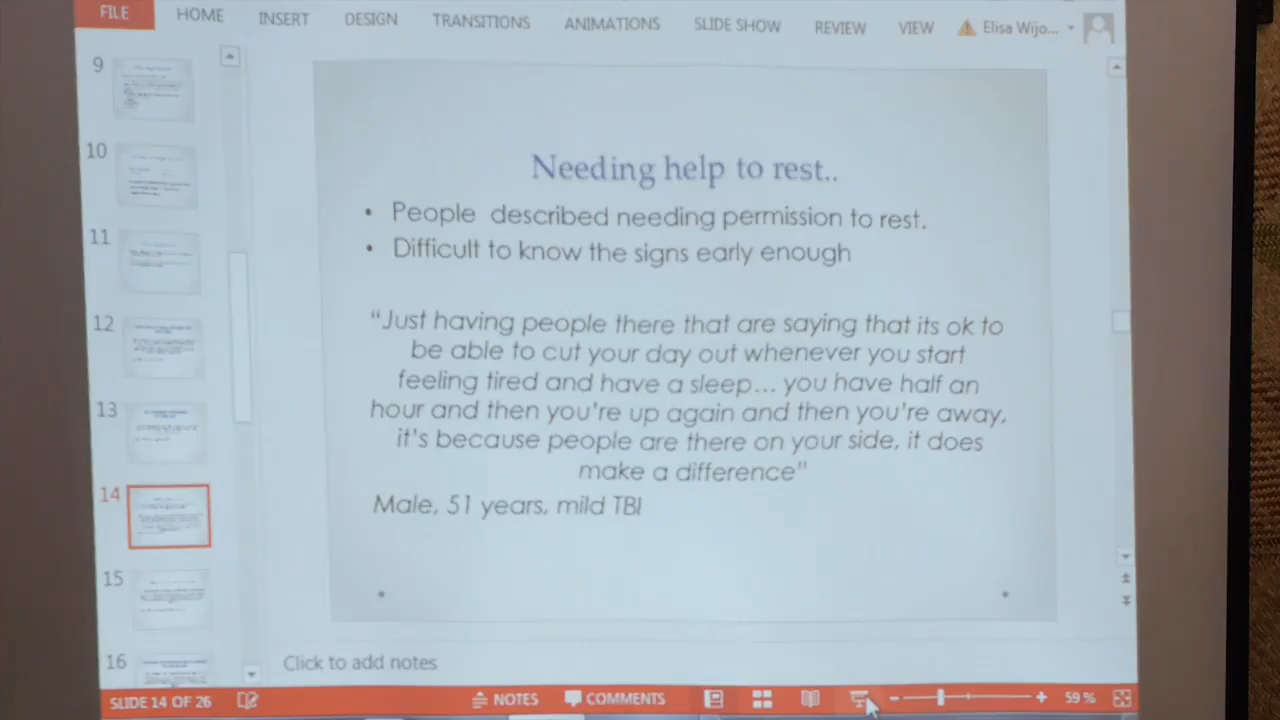 FILE HOME INSERT DESIGN TRANSITIONS ANIMATIONS SLIDE SHOW REVIEW VIEW Elisa Wijo...
9
10
11
12
13
14
15
16
Needing help to rest..
• People described needing permission to rest.
• Difficult to know the signs early enough
“Just having people there that are saying that its ok to
be able to cut your day out whenever you start
feeling tired and have a sleep... you have half an
hour and then you're up again and then you're away,
it's because people are there on your side, it does
make a difference”
Male, 51 years, mild TBI
Click to add notes
SLIDE 14 OF 26 NOTES COMMENTS 59 %